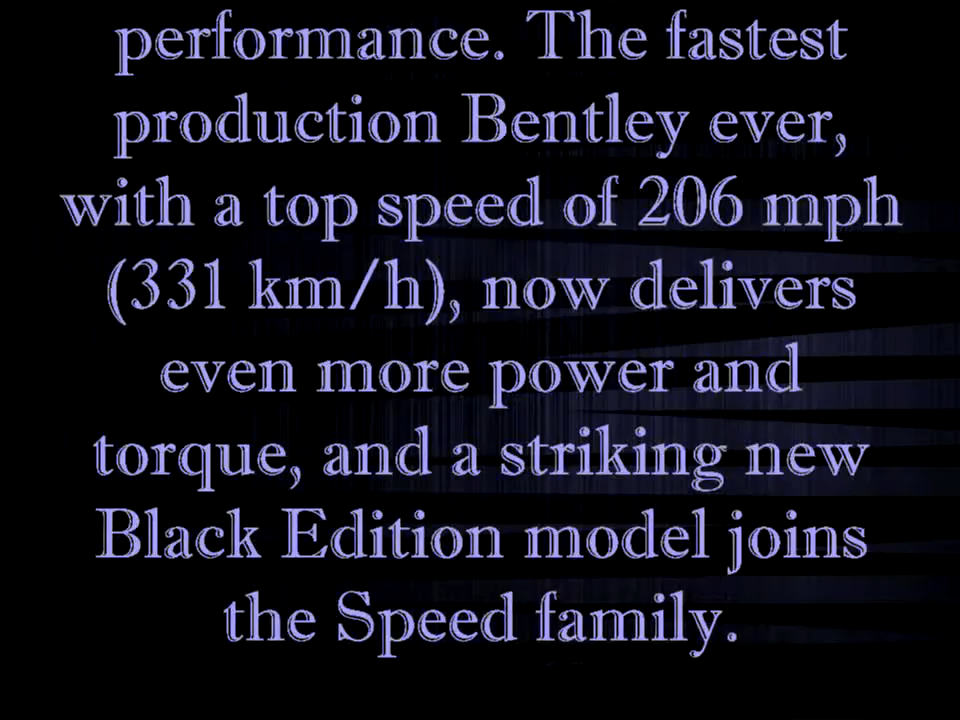 performance. The fastest
production Bentley ever,
with a top speed of 206 mph
(331 km/h), now delivers
even more power and
torque, and a striking new
Black Edition model joins
the Speed family.